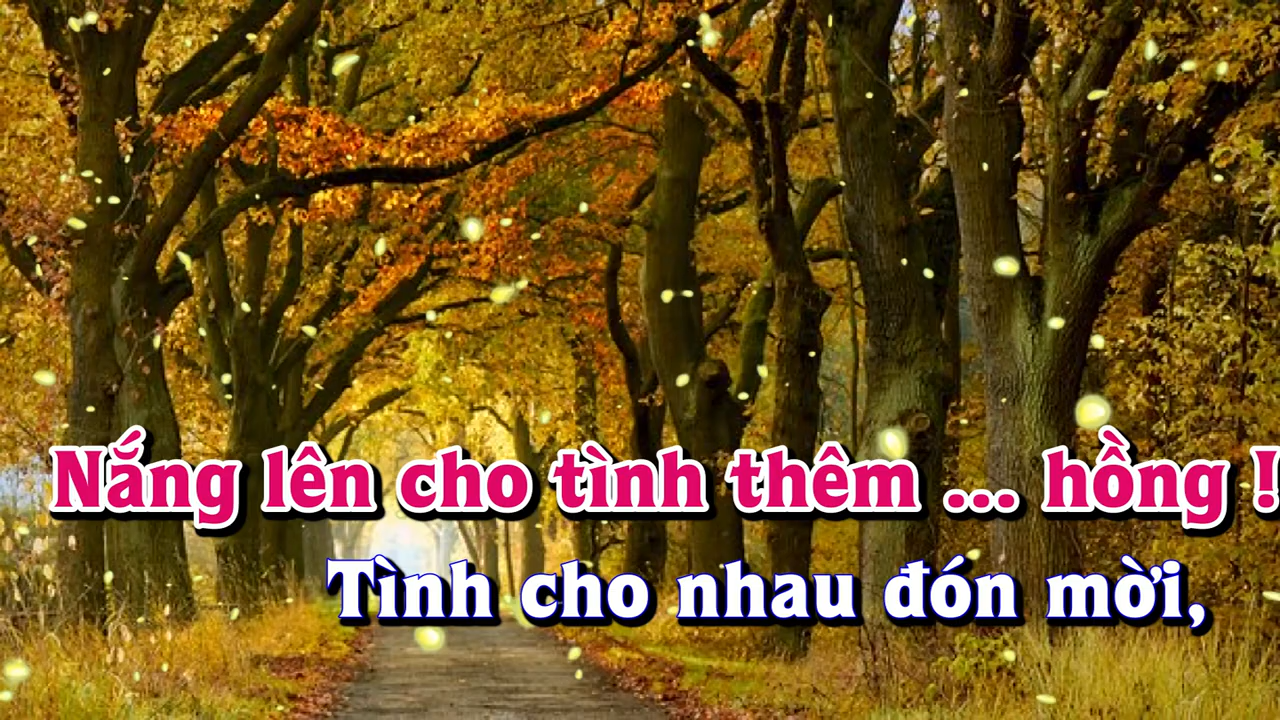 Nắng lên cho tình thêm ... hồng !
Tình cho nhau đón mời,